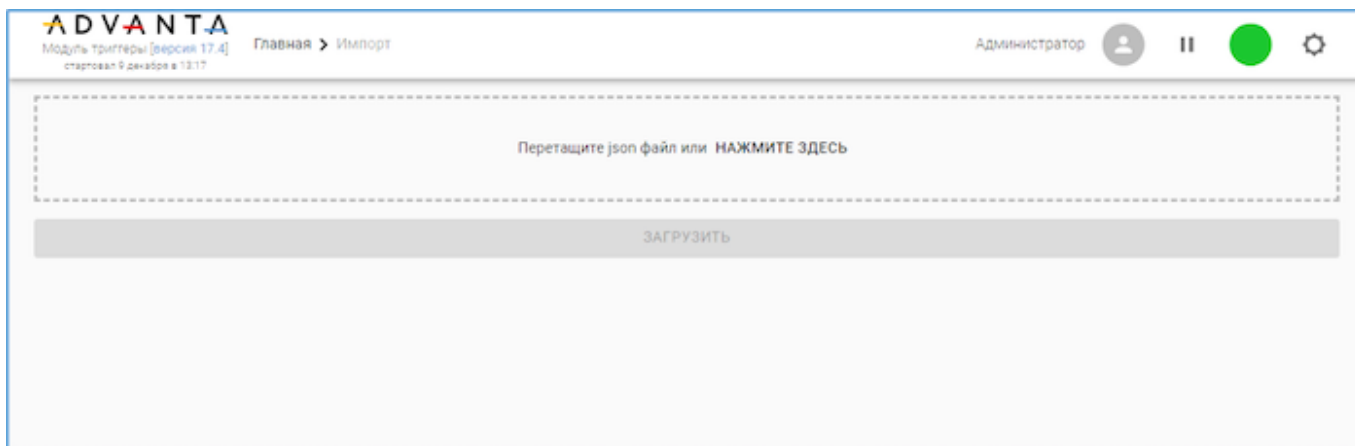 ADVANTA
Модуль триггеры [версия 17.4]
стартовал 9 декабря в 13:17
Главная > Импорт
Администратор
Перетащите json файл или НАЖМИТЕ ЗДЕСЬ
ЗАГРУЗИТЬ